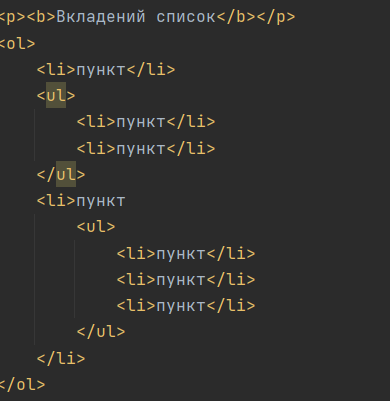 <p><b>Вкладений список</b></p>
<ol>
    <li>пункт</li>
    <ul>
        <li>пункт</li>
        <li>пункт</li>
    </ul>
    <li>пункт
        <ul>
            <li>пункт</li>
            <li>пункт</li>
            <li>пункт</li>
        </ul>
    </li>
</ol>